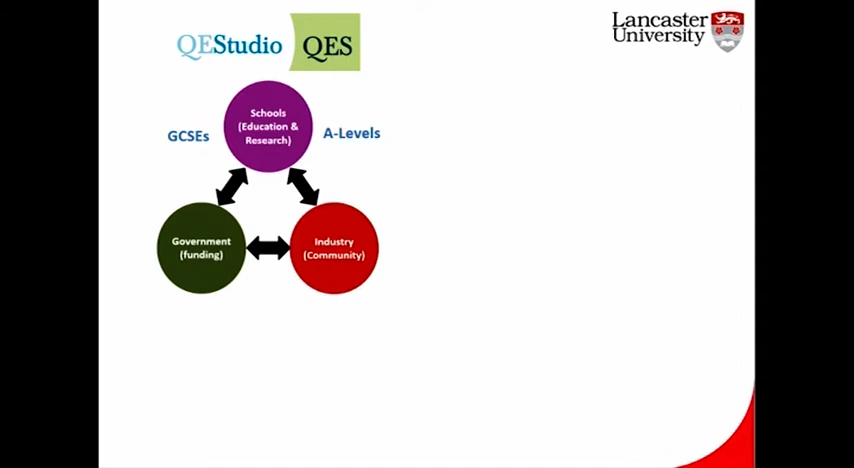 QEStudio
QES
Lancaster
University
Schools
(Education &
Research)
GCSEs
A-Levels
Government
(funding)
Industry
(Community)